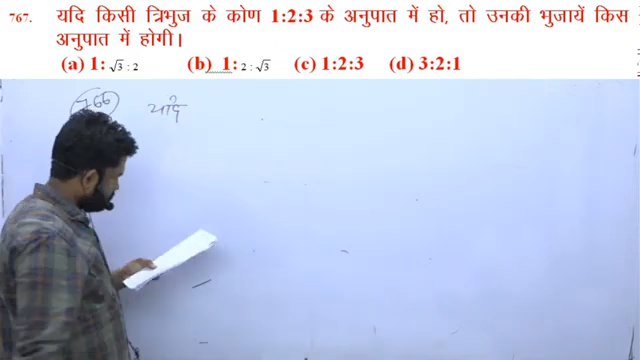 767. यदि किसी त्रिभुज के कोण 1:2:3 के अनुपात में हो, तो उनकी भुजायें किस
अनुपात में होगी।
(a) 1: √3 : 2 (b) 1: 2 : √3 (c) 1:2:3 (d) 3:2:1
766 यदि